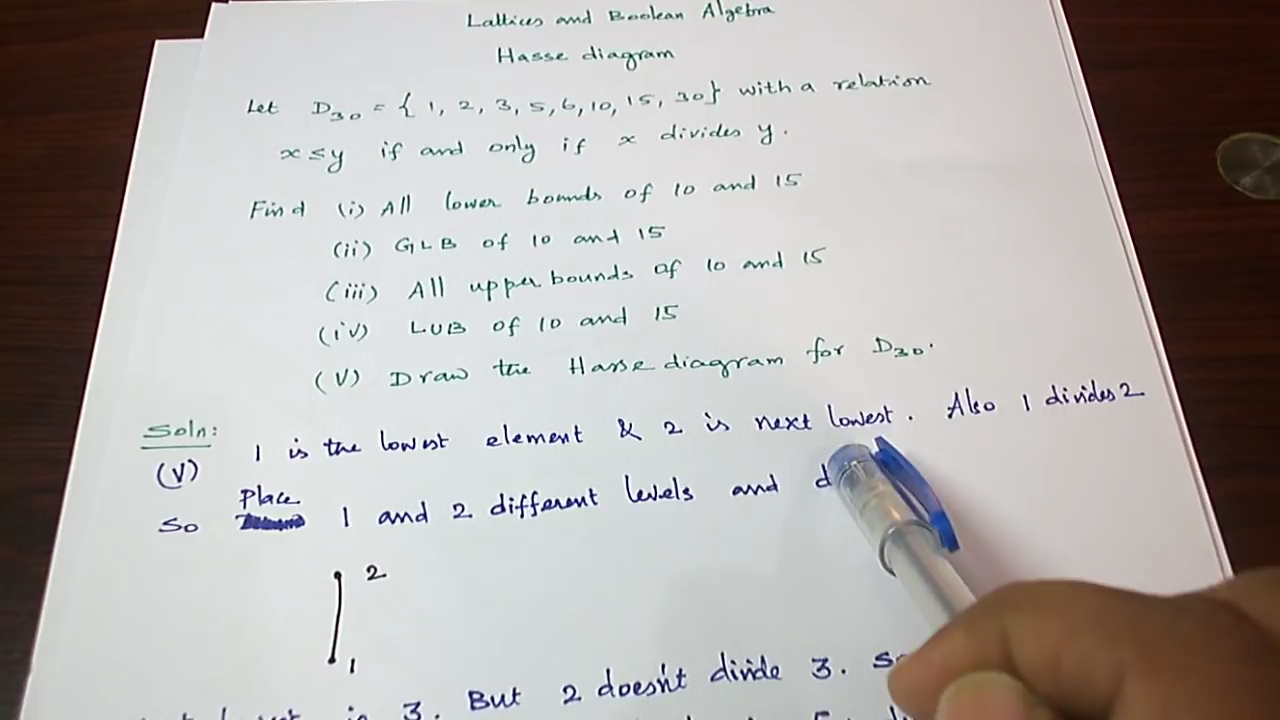 Lattices and Boolean Algebra
Hasse diagram
Let D30 = { 1, 2, 3, 5, 6, 10, 15, 30} with a relation
x ≤ y if and only if x divides y.
Find (i) All lower bounds of 10 and 15
(ii) GLB of 10 and 15
(iii) All upper bounds of 10 and 15
(iv) LUB of 10 and 15
(V) Draw the Hasse diagram for D30.
Soln:
(V) 1 is the lowest element & 2 is next lowest. Also 1 divides 2
So Place 1 and 2 different levels and
2
1
is 3. But 2 doesn't divide 3.